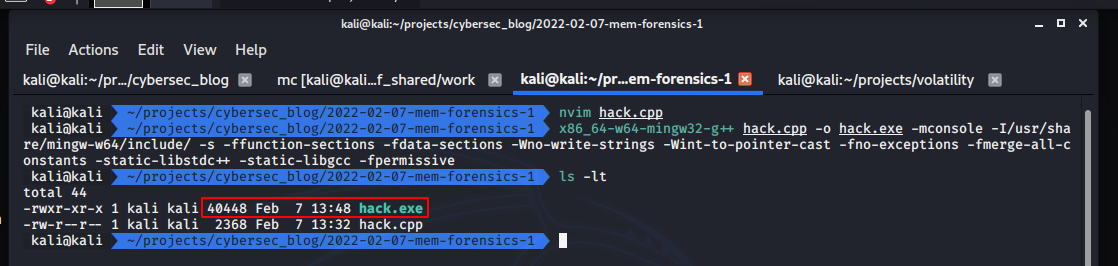 kali@kali:~/projects/cybersec_blog/2022-02-07-mem-forensics-1
File Actions Edit View Help
kali@kali:~/pr.../cybersec_blog mc [kali@kali...f_shared/work kali@kali:~/pr...em-forensics-1 kali@kali:~/projects/volatility
kali@kali ~/projects/cybersec_blog/2022-02-07-mem-forensics-1 nvim hack.cpp
kali@kali ~/projects/cybersec_blog/2022-02-07-mem-forensics-1 x86_64-w64-mingw32-g++ hack.cpp -o hack.exe -mconsole -I/usr/sha
re/mingw-w64/include/ -s -ffunction-sections -fdata-sections -Wno-write-strings -Wint-to-pointer-cast -fno-exceptions -fmerge-all-c
onstants -static-libstdc++ -static-libgcc -fpermissive
kali@kali ~/projects/cybersec_blog/2022-02-07-mem-forensics-1 ls -lt
total 44
-rwxr-xr-x 1 kali kali 40448 Feb  7 13:48 hack.exe
-rw-r--r-- 1 kali kali  2368 Feb  7 13:32 hack.cpp
kali@kali ~/projects/cybersec_blog/2022-02-07-mem-forensics-1